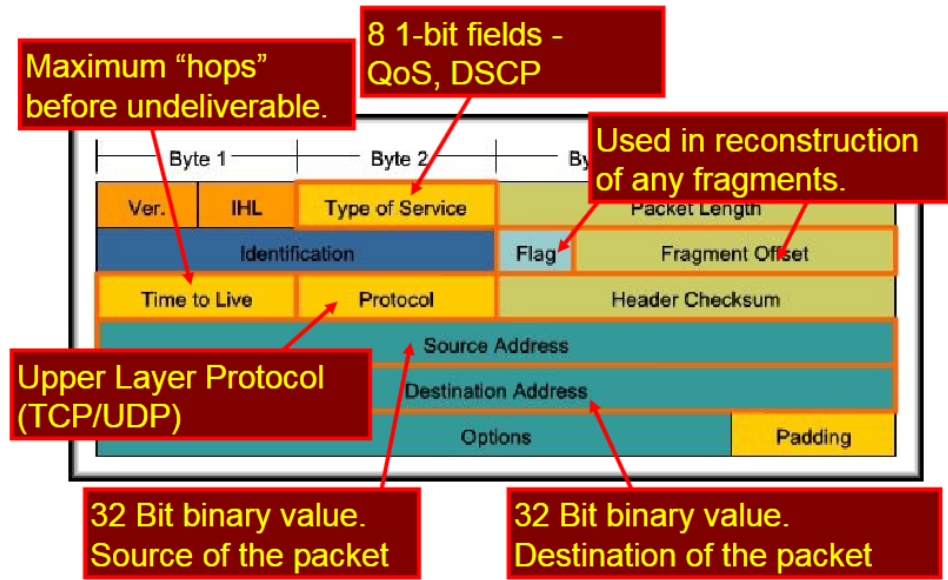 8 1-bit fields -
QoS, DSCP
Maximum “hops”
before undeliverable.
Used in reconstruction
of any fragments.
Byte 1
Byte 2
Ver.
IHL
Type of Service
Packet Length
Identification
Flag
Fragment Offset
Time to Live
Protocol
Header Checksum
Source Address
Upper Layer Protocol
(TCP/UDP)
Destination Address
Options
Padding
32 Bit binary value.
Source of the packet
32 Bit binary value.
Destination of the packet